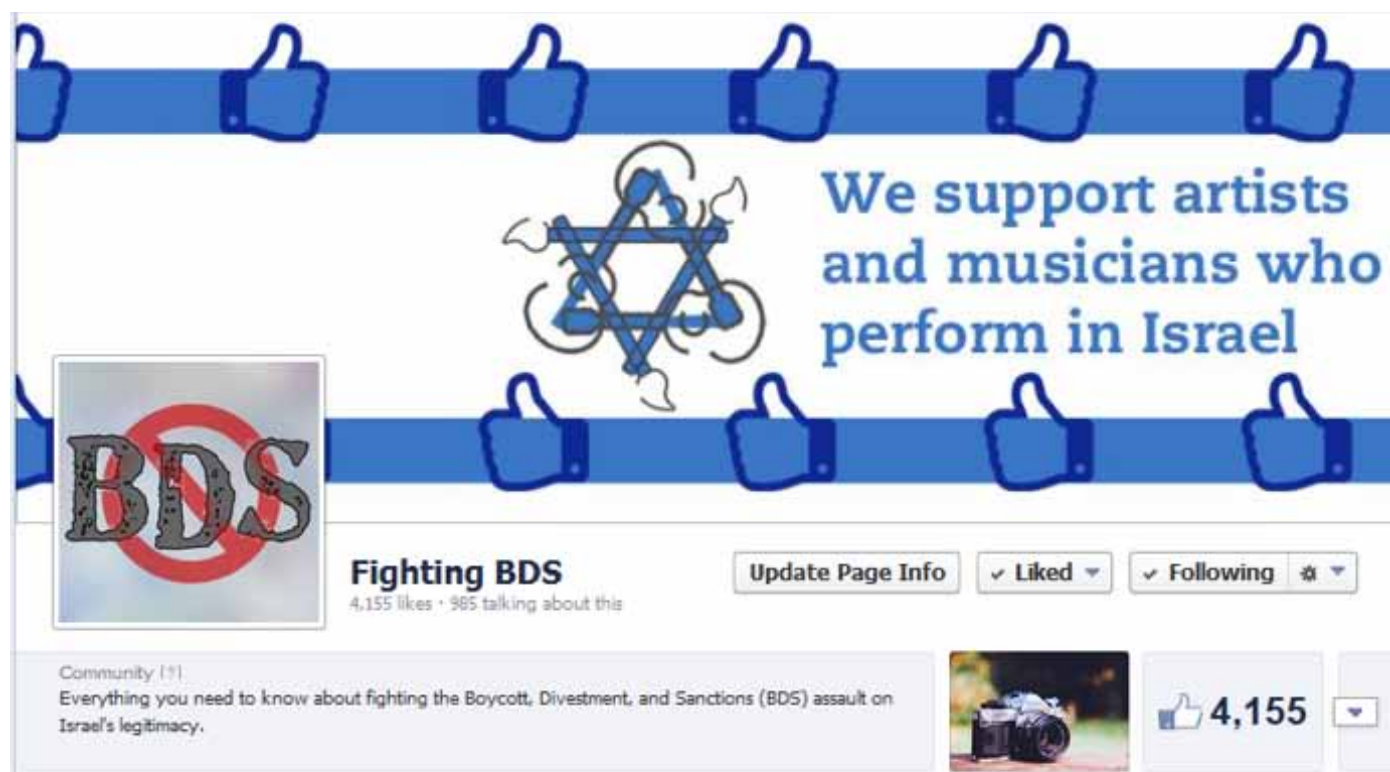 We support artists
and musicians who
perform in Israel
BDS
Fighting BDS
4,155 likes · 985 talking about this
Update Page Info
Liked
Following
Community [?]
Everything you need to know about fighting the Boycott, Divestment, and Sanctions (BDS) assault on
Israel's legitimacy.
4,155